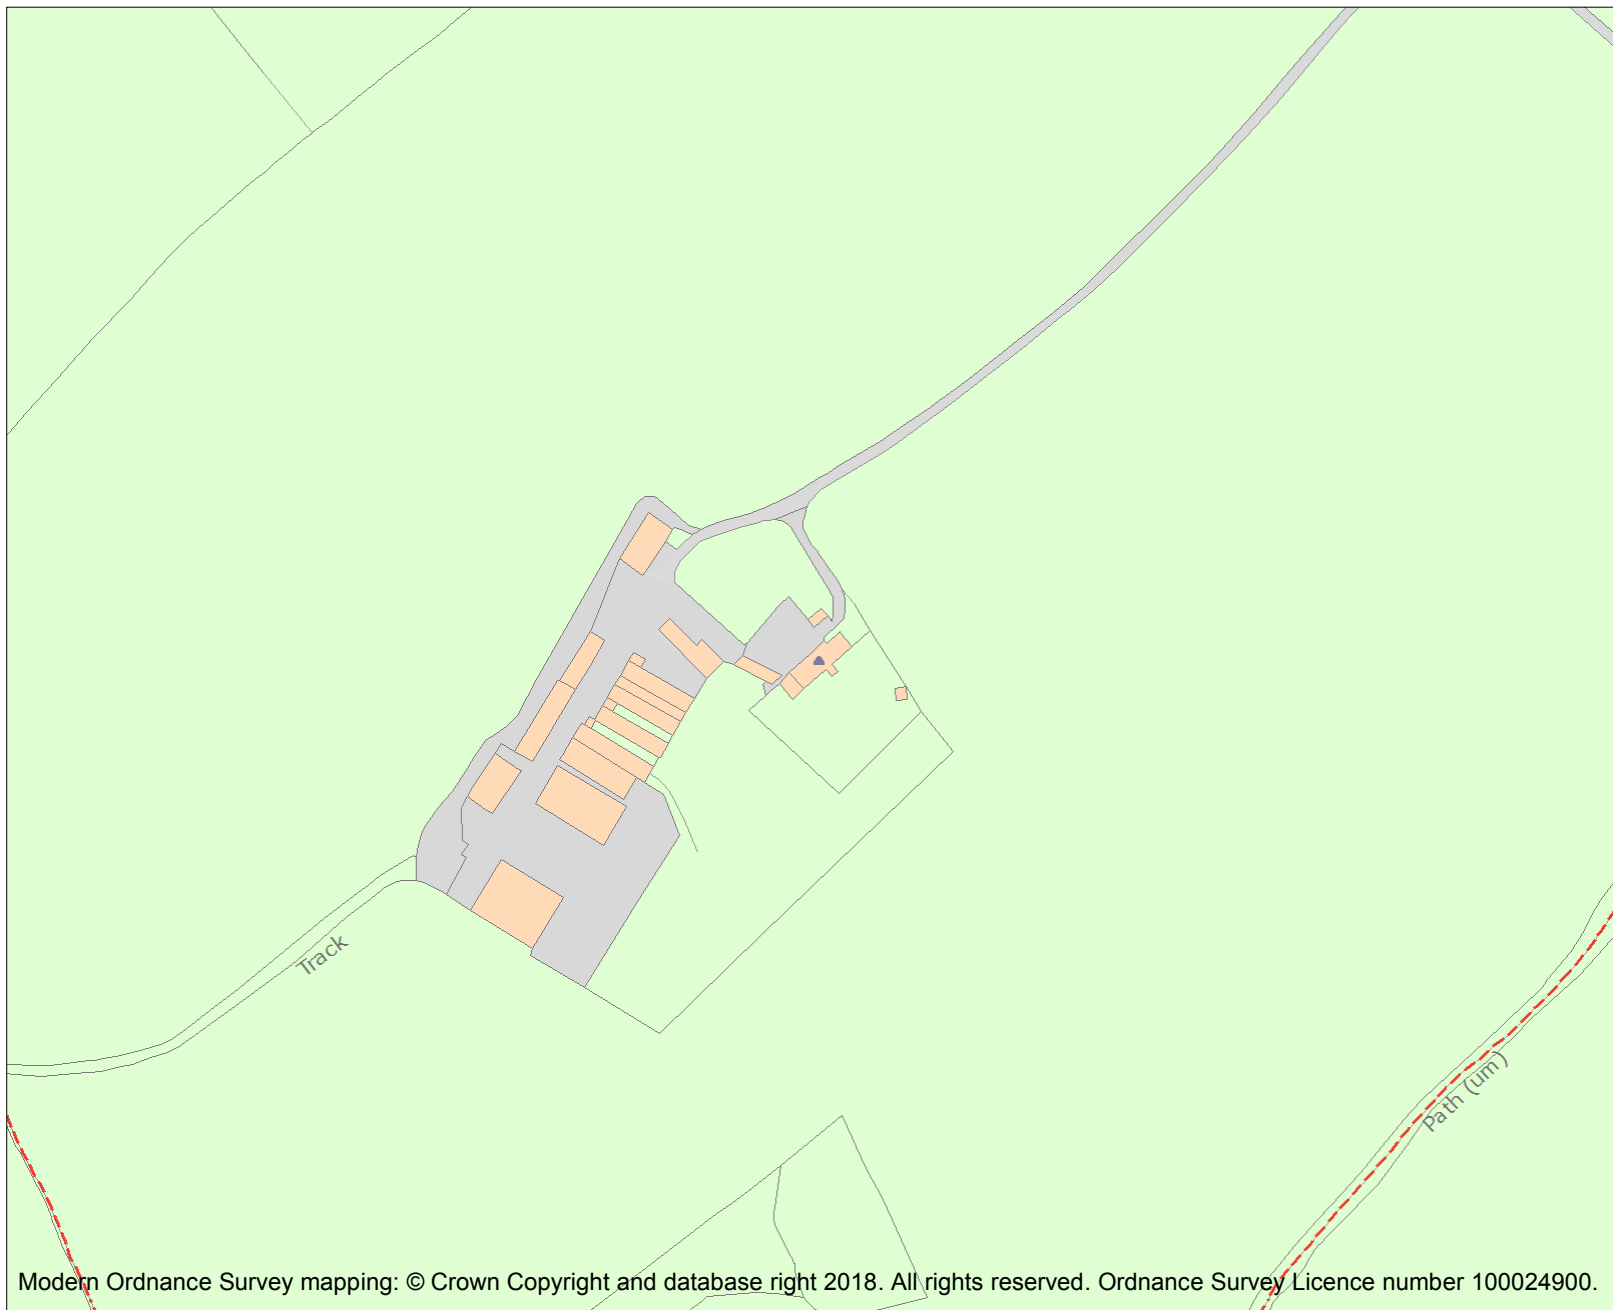 Track
Path (um)
Modern Ordnance Survey mapping: © Crown Copyright and database right 2018. All rights reserved. Ordnance Survey Licence number 100024900.